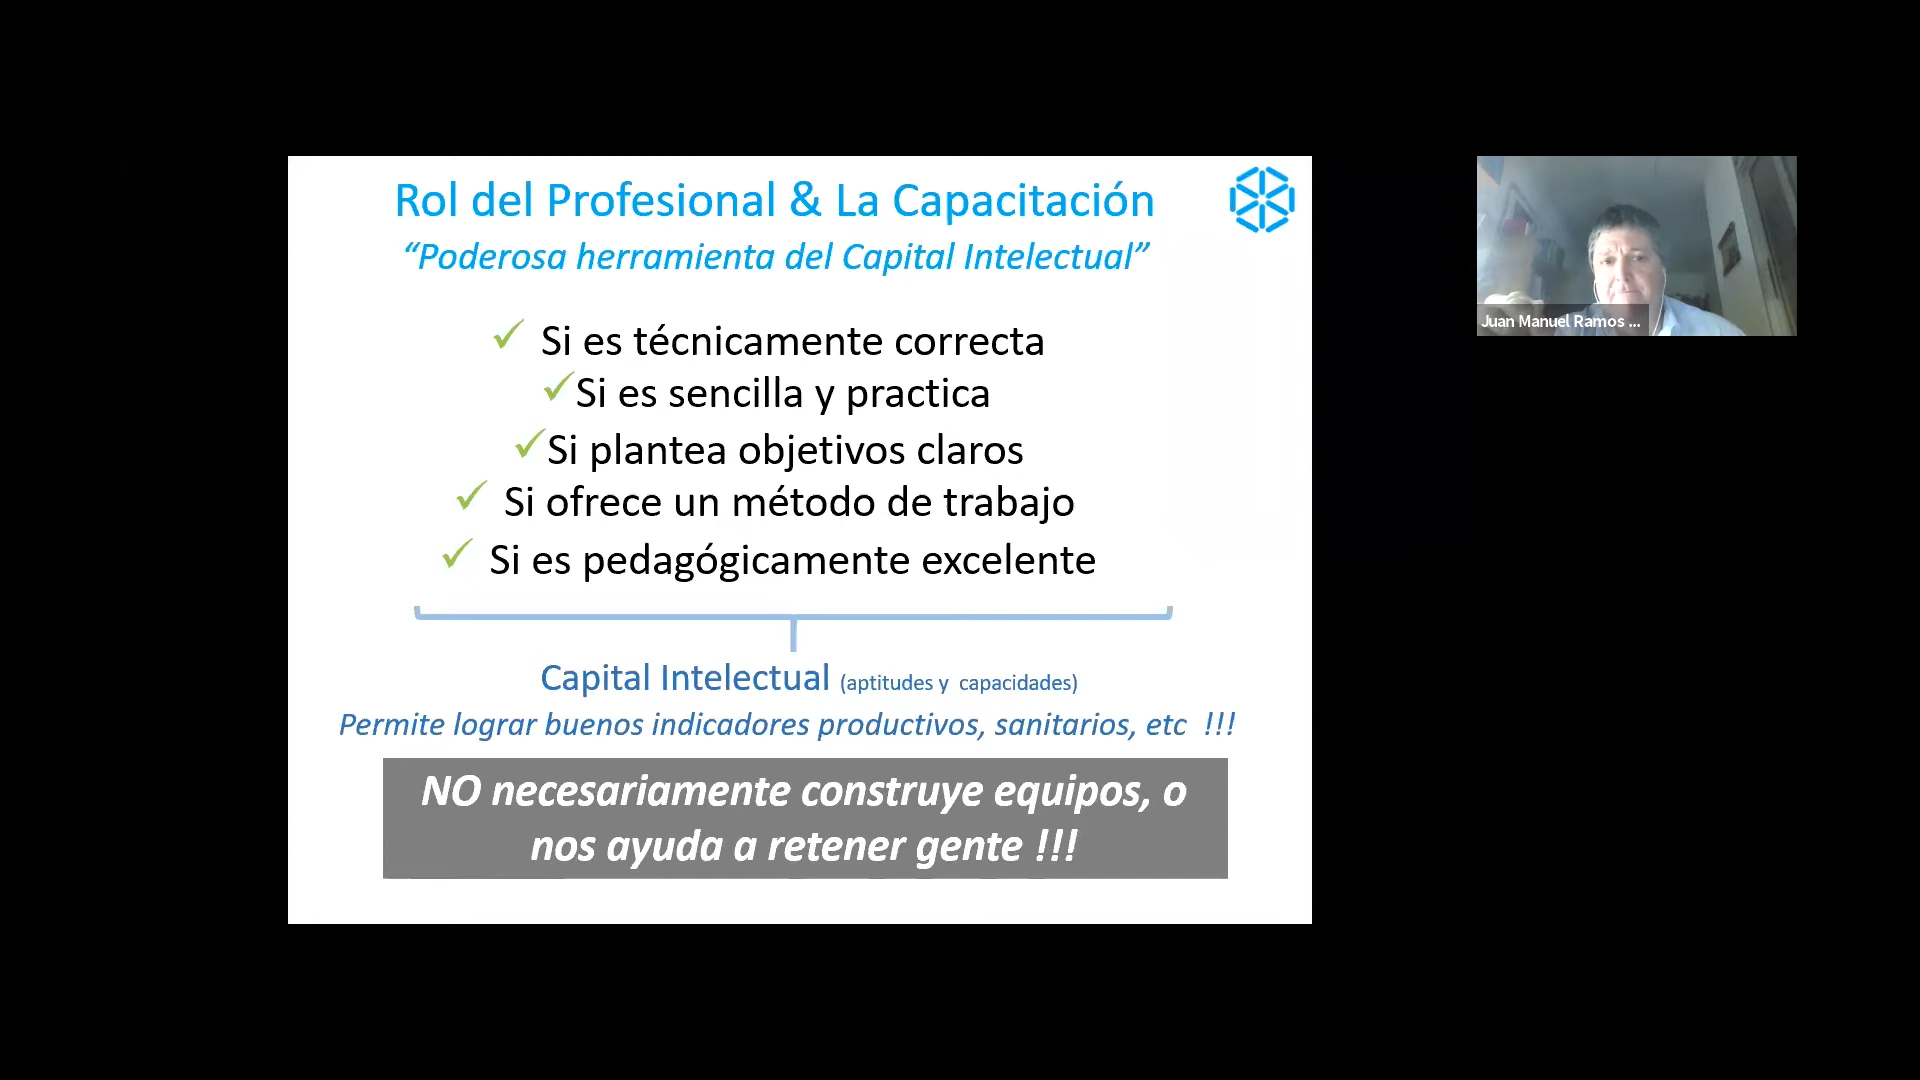 Rol del Profesional & La Capacitación
“Poderosa herramienta del Capital Intelectual”
Si es técnicamente correcta
Si es sencilla y practica
Si plantea objetivos claros
Si ofrece un método de trabajo
Si es pedagógicamente excelente
Capital Intelectual (aptitudes y capacidades)
Permite lograr buenos indicadores productivos, sanitarios, etc !!!
NO necesariamente construye equipos, o
nos ayuda a retener gente !!!
Juan Manuel Ramos ...